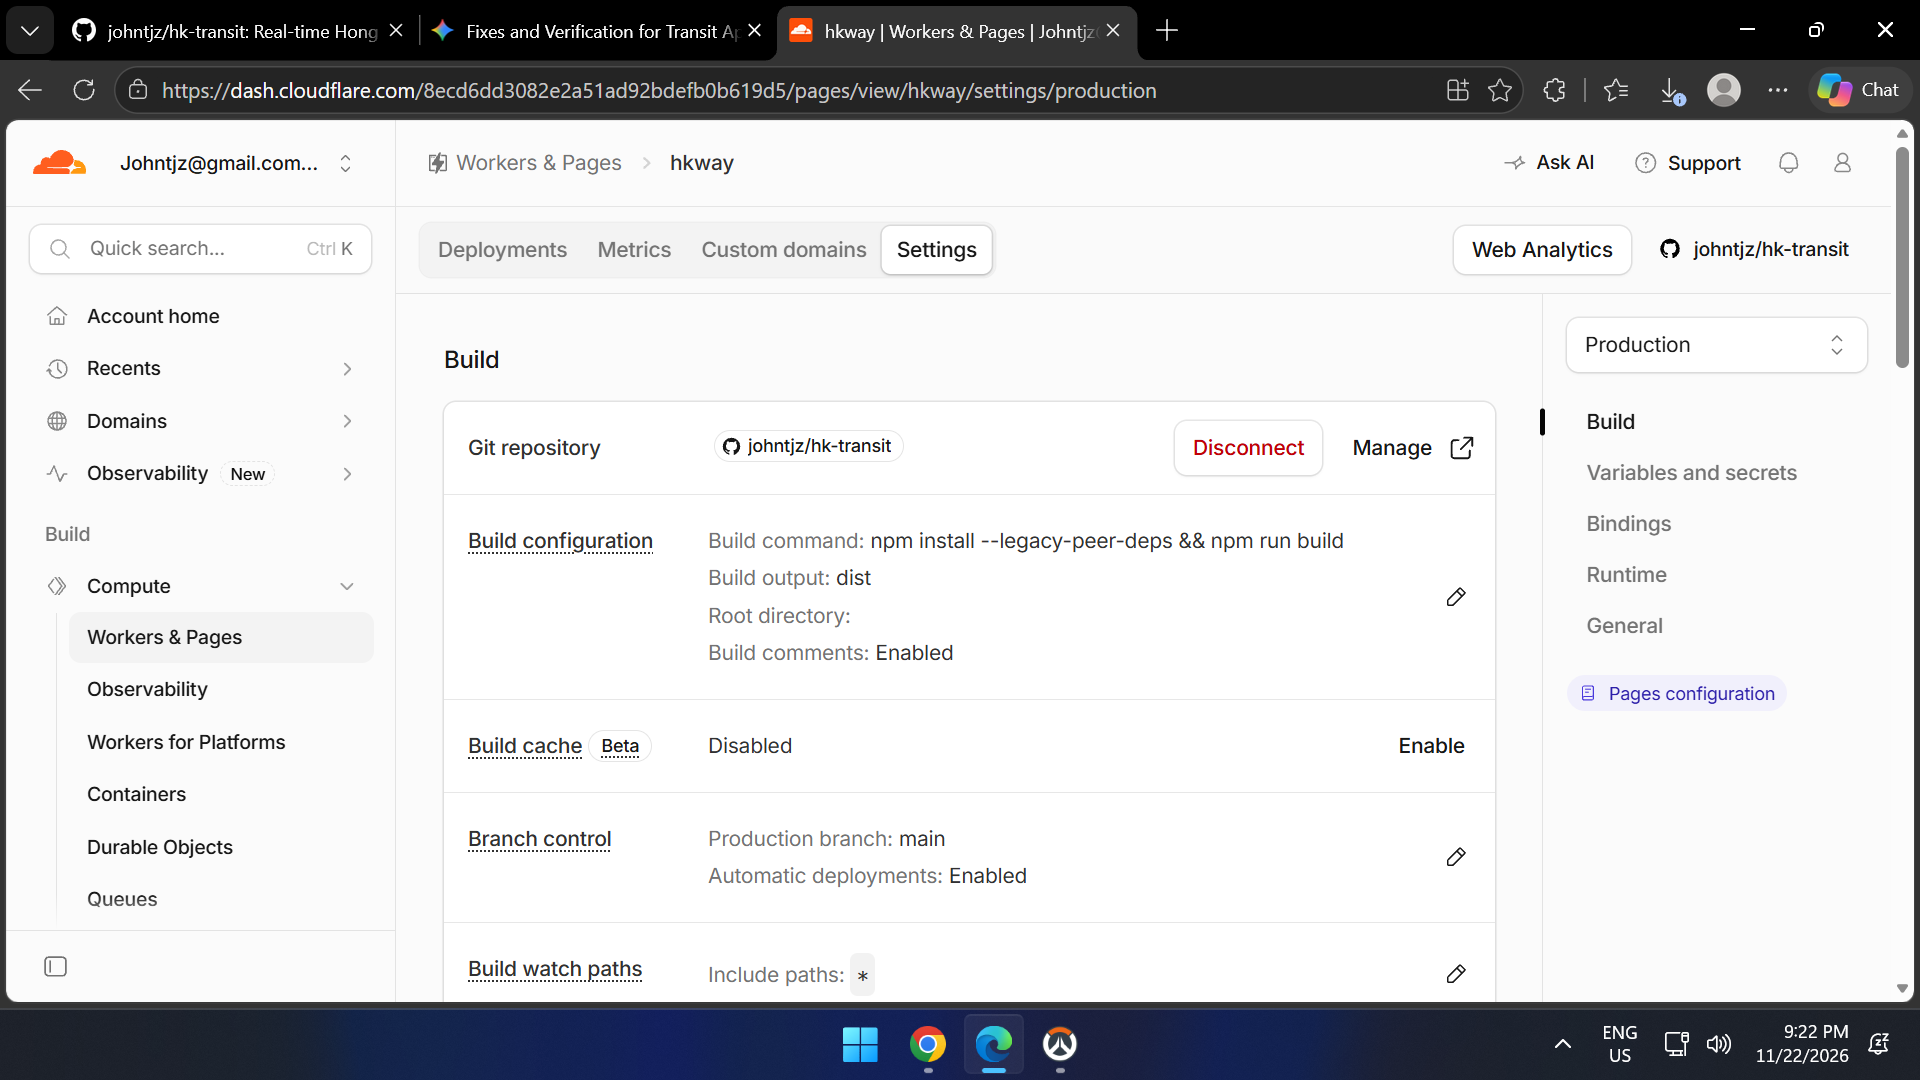 johntjz/hk-transit: Real-time Hong
Fixes and Verification for Transit Ap
hkway | Workers & Pages | Johntjz
https://dash.cloudflare.com/8ecd6dd3082e2a51ad92bdefb0b619d5/pages/view/hkway/settings/production
Chat
Johntjz@gmail.com...
Workers & Pages
hkway
Ask AI
Support
Quick search...
Ctrl K
Deployments
Metrics
Custom domains
Settings
Web Analytics
johntjz/hk-transit
Account home
Recents
Domains
Observability
New
Build
Compute
Workers & Pages
Observability
Workers for Platforms
Containers
Durable Objects
Queues
Build
Git repository
johntjz/hk-transit
Disconnect
Manage
Build configuration
Build command: npm install --legacy-peer-deps && npm run build
Build output: dist
Root directory:
Build comments: Enabled
Build cache
Beta
Disabled
Enable
Branch control
Production branch: main
Automatic deployments: Enabled
Build watch paths
Include paths: *
Production
Build
Variables and secrets
Bindings
Runtime
General
Pages configuration
ENG
US
9:22 PM
11/22/2026